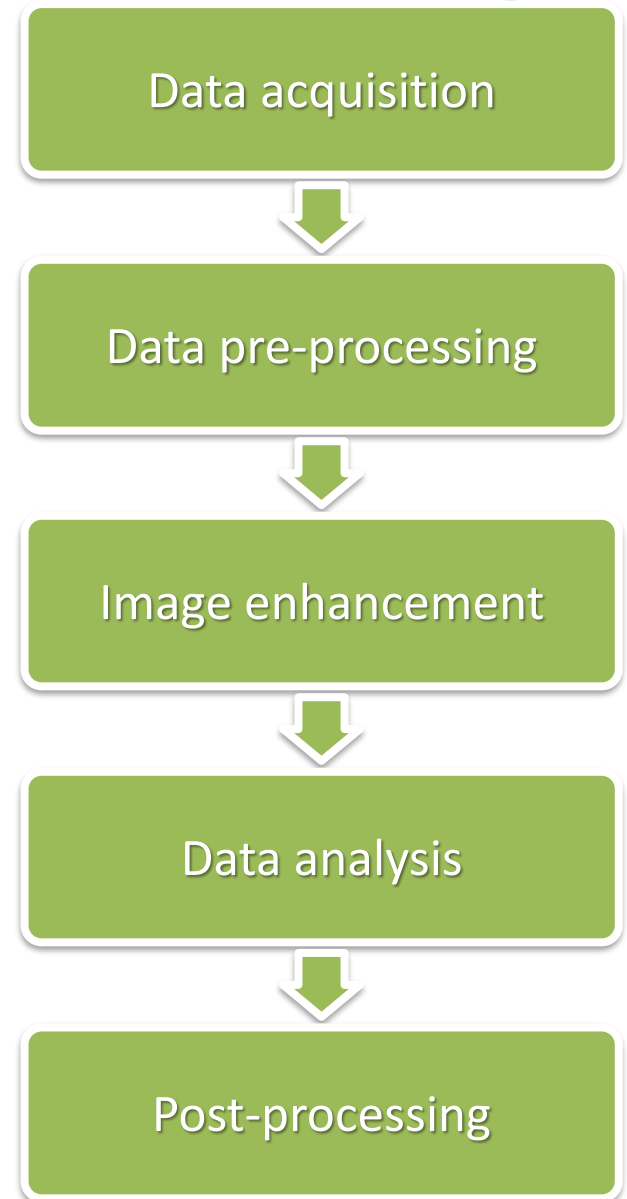 Data acquisition
Data pre-processing
Image enhancement
Data analysis
Post-processing